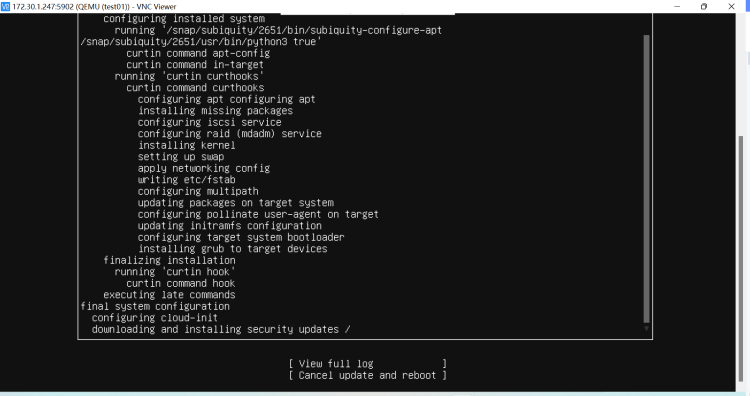 172.30.1.247:5902 (QEMU (test01)) - VNC Viewer
configuring installed system
running '/snap/subiquity/2651/bin/subiquity-configure-apt
/snap/subiquity/2651/usr/bin/python3 true'
curtin command apt-config
curtin command in-target
running 'curtin curthooks'
curtin command curthooks
configuring apt configuring apt
installing missing packages
configuring iscsi service
configuring raid (mdadm) service
installing kernel
setting up swap
apply networking config
writing etc/fstab
configuring multipath
updating packages on target system
configuring pollinate user-agent on target
updating initramfs configuration
configuring target system bootloader
installing grub to target devices
finalizing installation
running 'curtin hook'
curtin command hook
executing late commands
final system configuration
configuring cloud-init
downloading and installing security updates /
[ View full log ]
[ Cancel update and reboot ]